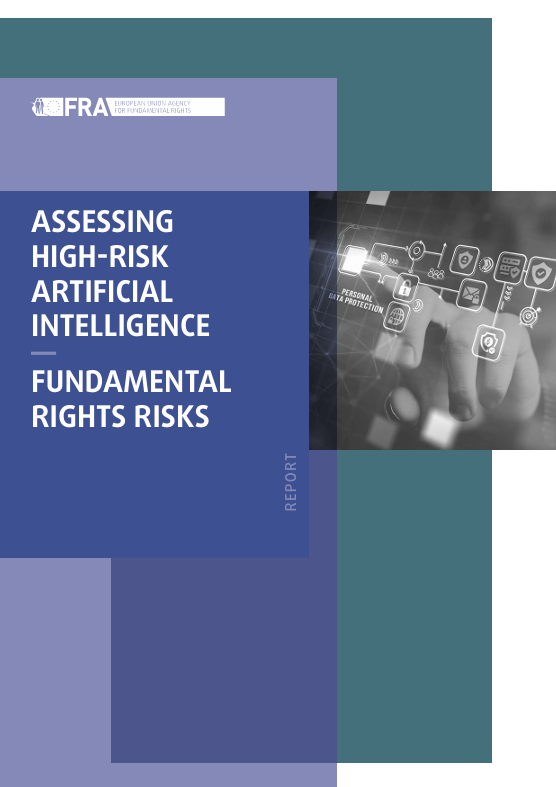 FRA
EUROPEAN UNION AGENCY
FOR FUNDAMENTAL RIGHTS
ASSESSING
HIGH-RISK
ARTIFICIAL
INTELLIGENCE
FUNDAMENTAL
RIGHTS RISKS
PERSONAL
DATA PROTECTION
REPORT